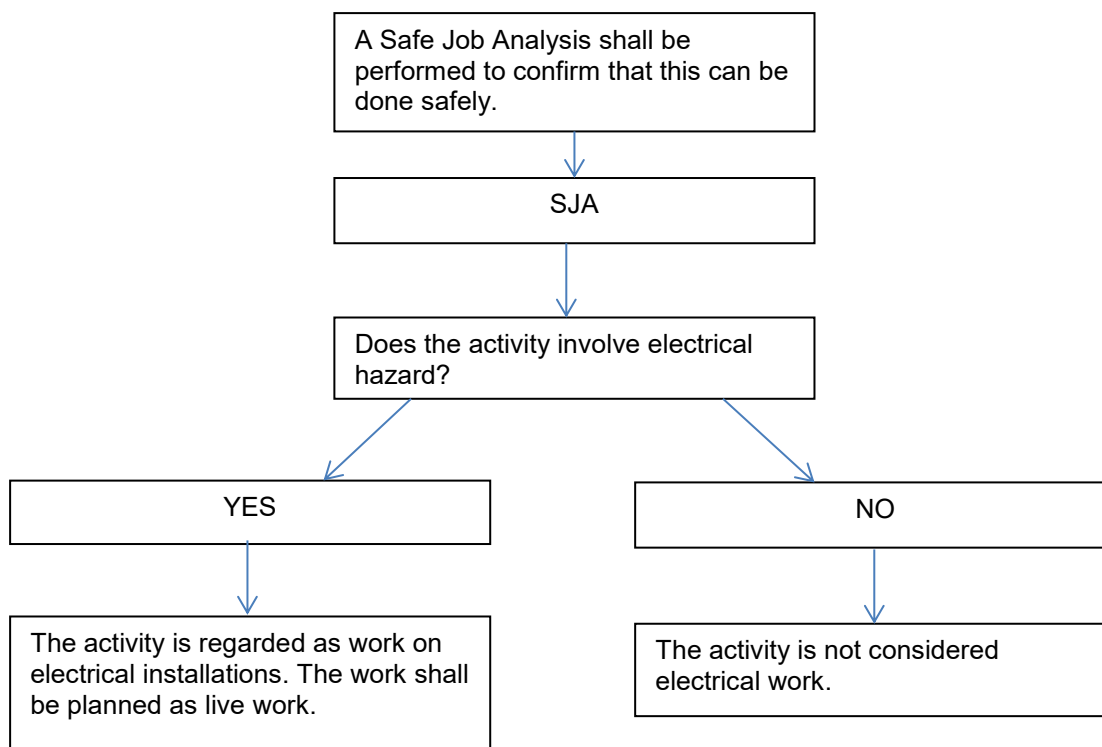 A Safe Job Analysis shall be
performed to confirm that this can be
done safely.
SJA
Does the activity involve electrical
hazard?
YES
NO
The activity is regarded as work on
electrical installations. The work shall
be planned as live work.
The activity is not considered
electrical work.